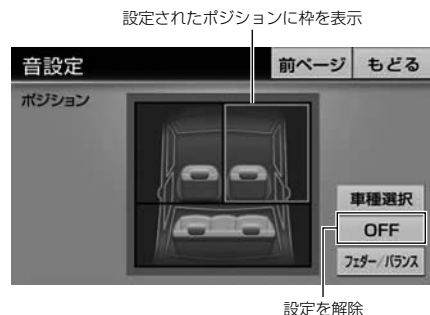 設定されたポジションに枠を表示
音設定
前ページ
もどる
ポジション
車種選択
OFF
フェダー/バランス
設定を解除